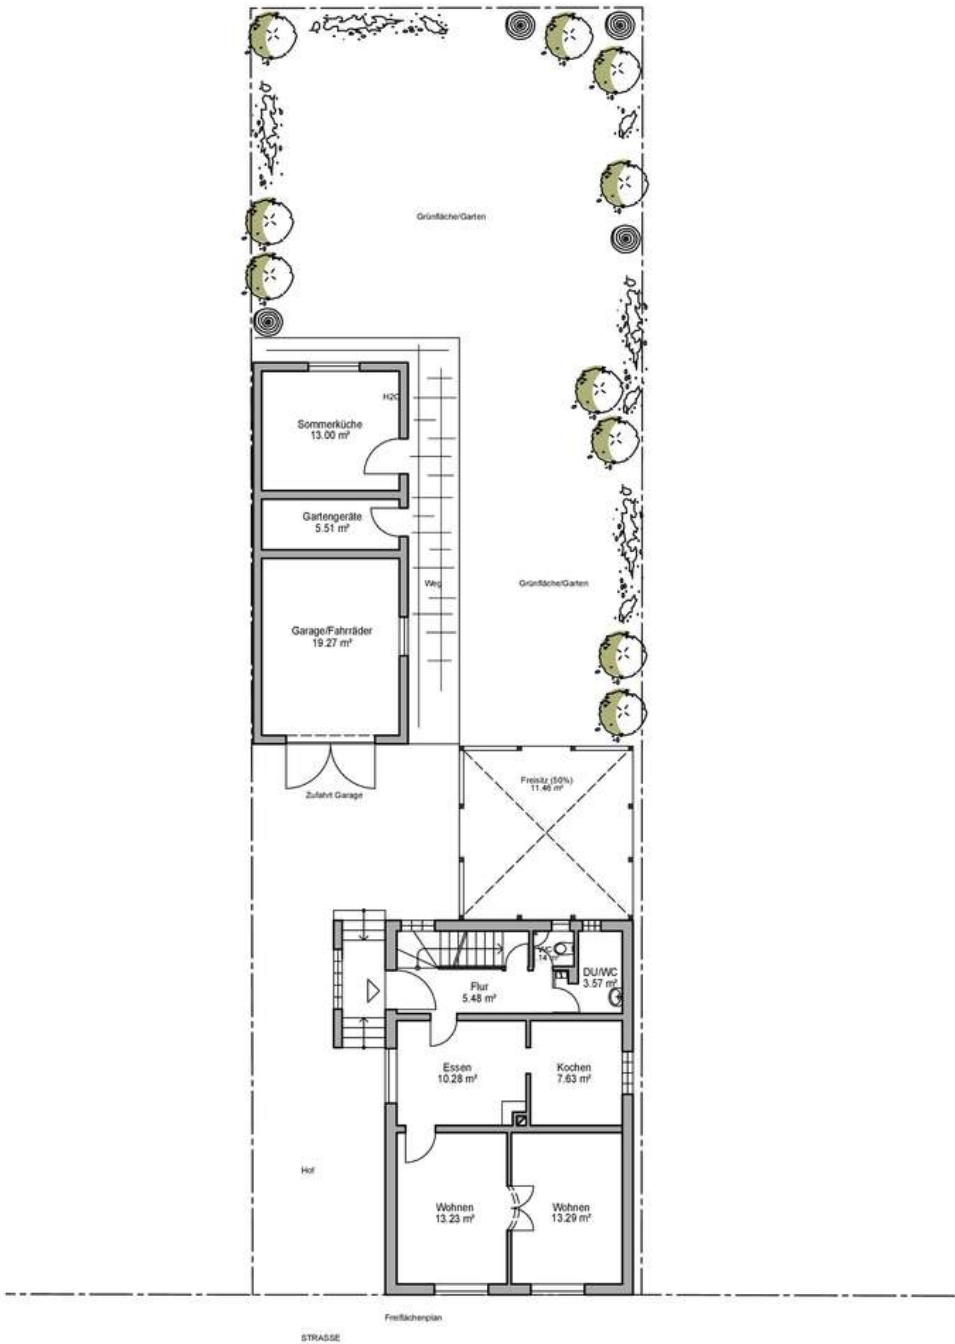 Grünfläche/Garten
H2O
Sommerküche
13.00 m²
Gartengeräte
5.51 m²
Weg
Grünfläche/Garten
Garage/Fahrräder
19.27 m²
Freisitz (50%)
11.46 m²
Zufahrt Garage
WC
DU/WC
3.57 m²
Flur
5.48 m²
Essen
10.28 m²
Kochen
7.63 m²
Hof
Wohnen
13.23 m²
Wohnen
13.29 m²
Freiflächenplan
STRASSE